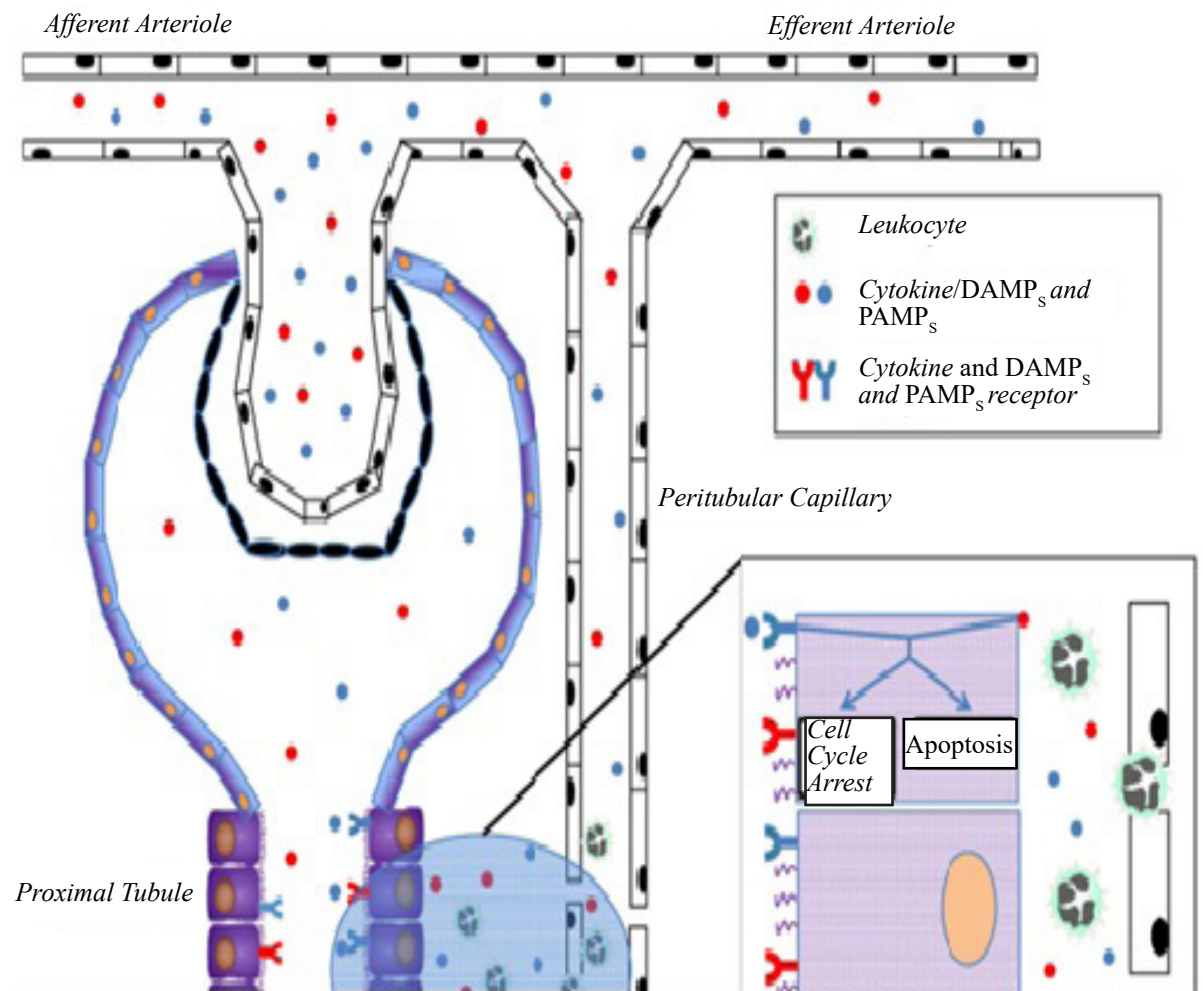 Afferent Arteriole
Efferent Arteriole
Leukocyte
Cytokine/DAMPS and
PAMPS
Cytokine and DAMPS
and PAMPS receptor
Peritubular Capillary
Cell
Cycle
Arrest
Apoptosis
Proximal Tubule